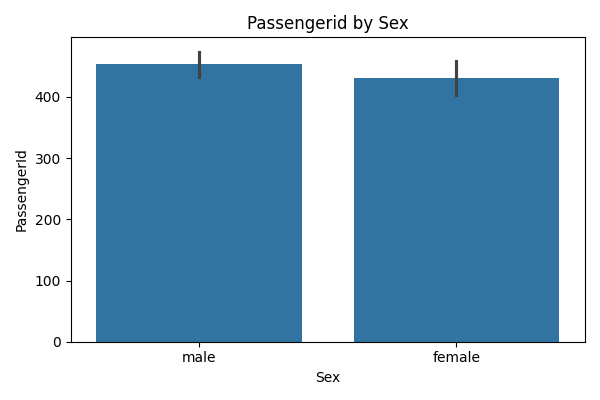 Passengerid by Sex
PassengerId
400
300
200
100
0
male
female
Sex